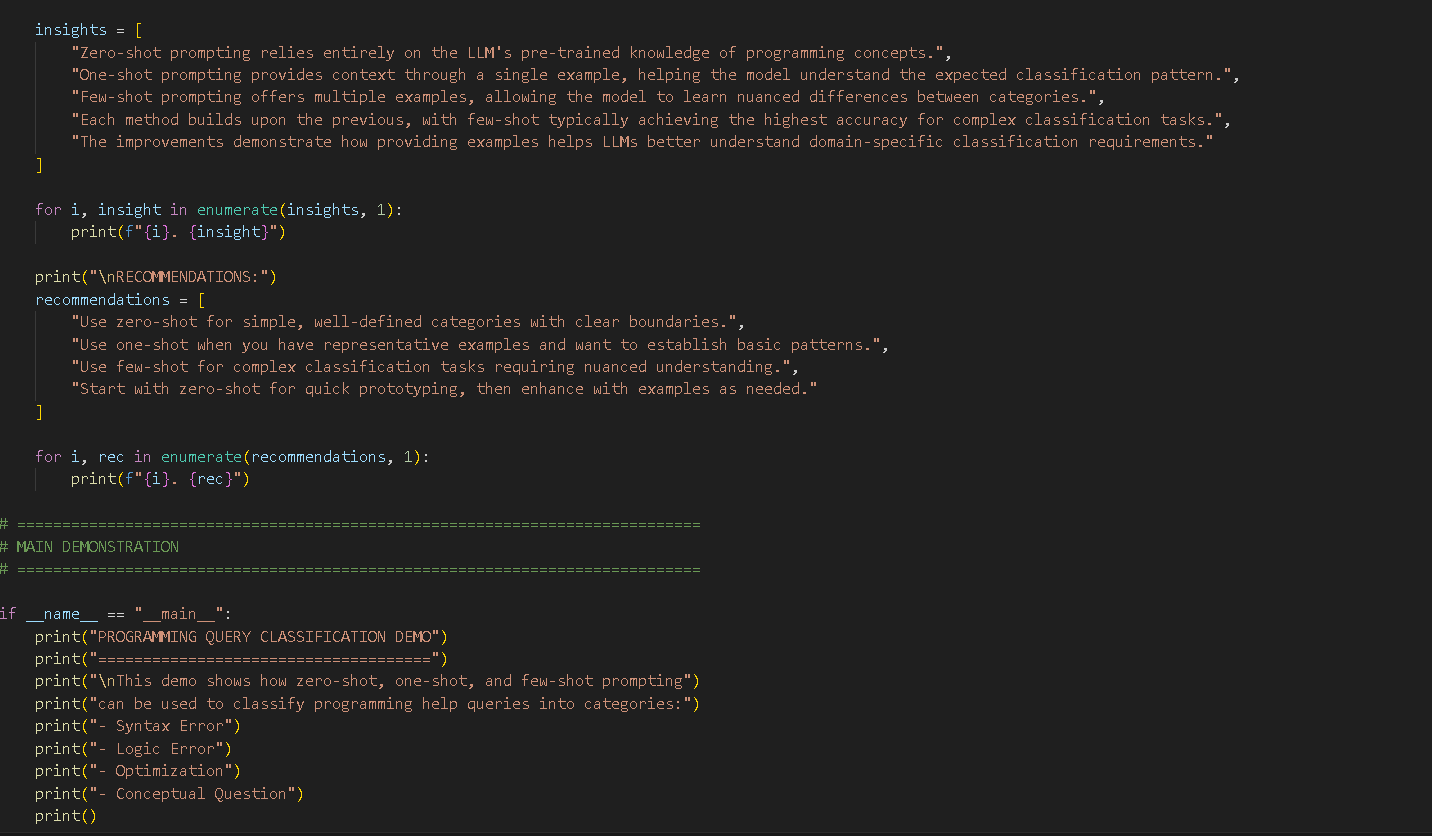 insights = [
"Zero-shot prompting relies entirely on the LLM's pre-trained knowledge of programming concepts.",
"One-shot prompting provides context through a single example, helping the model understand the expected classification pattern.",
"Few-shot prompting offers multiple examples, allowing the model to learn nuanced differences between categories.",
"Each method builds upon the previous, with few-shot typically achieving the highest accuracy for complex classification tasks.",
"The improvements demonstrate how providing examples helps LLMs better understand domain-specific classification requirements."
]
for i, insight in enumerate(insights, 1):
print(f"{i}. {insight}")
print("\nRECOMMENDATIONS:")
recommendations = [
"Use zero-shot for simple, well-defined categories with clear boundaries.",
"Use one-shot when you have representative examples and want to establish basic patterns.",
"Use few-shot for complex classification tasks requiring nuanced understanding.",
"Start with zero-shot for quick prototyping, then enhance with examples as needed."
]
for i, rec in enumerate(recommendations, 1):
print(f"{i}. {rec}")
# ============================================================================
# MAIN DEMONSTRATION
# ============================================================================
if __name__ == "__main__":
print("PROGRAMMING QUERY CLASSIFICATION DEMO")
print("=====================================")
print("\nThis demo shows how zero-shot, one-shot, and few-shot prompting")
print("can be used to classify programming help queries into categories:")
print("- Syntax Error")
print("- Logic Error")
print("- Optimization")
print("- Conceptual Question")
print()